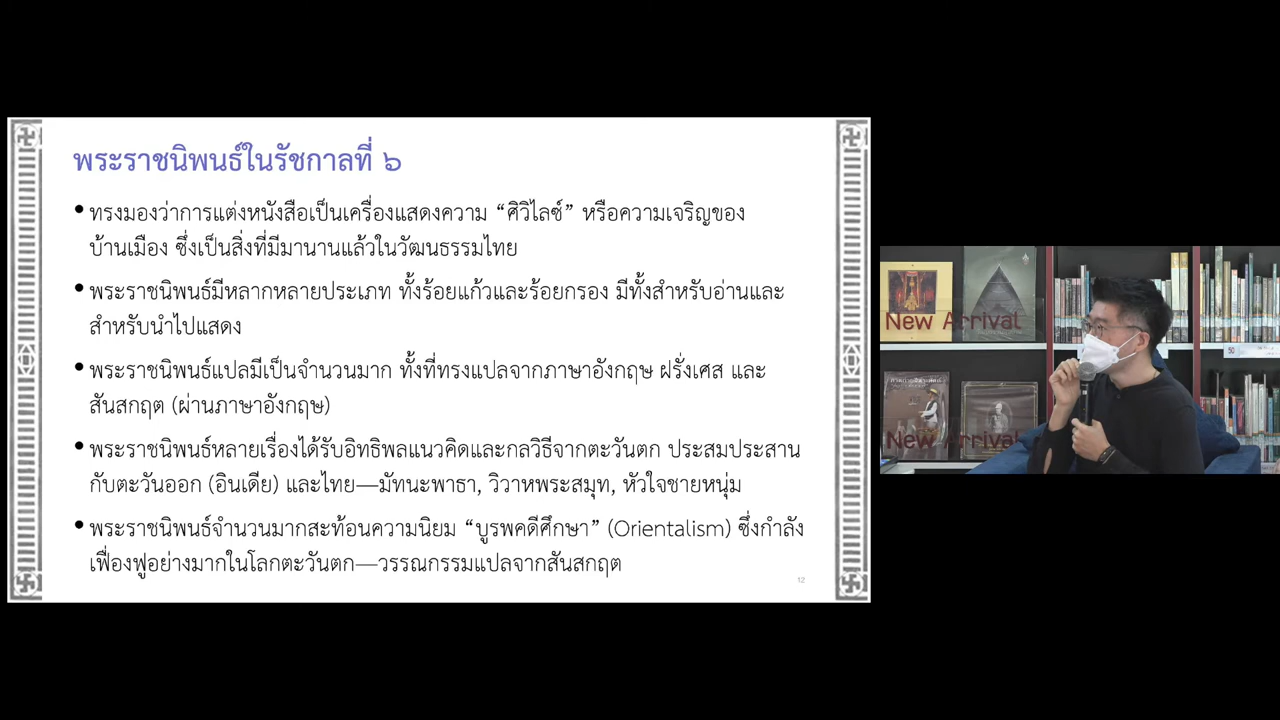 พระราชนิพนธ์ในรัชกาลที่ ๖
• ทรงมองว่าการแต่งหนังสือเป็นเครื่องแสดงความ “ศิวิไลซ์” หรือความเจริญของ
บ้านเมือง ซึ่งเป็นสิ่งที่มีมานานแล้วในวัฒนธรรมไทย
• พระราชนิพนธ์มีหลากหลายประเภท ทั้งร้อยแก้วและร้อยกรอง มีทั้งสำหรับอ่านและ
สำหรับนำไปแสดง
• พระราชนิพนธ์แปลมีเป็นจำนวนมาก ทั้งที่ทรงแปลจากภาษาอังกฤษ ฝรั่งเศส และ
สันสกฤต (ผ่านภาษาอังกฤษ)
• พระราชนิพนธ์หลายเรื่องได้รับอิทธิพลแนวคิดและกลวิธีจากตะวันตก ประสมประสาน
กับตะวันออก (อินเดีย) และไทย—มัทนะพาธา, วิวาหพระสมุท, หัวใจชายหนุ่ม
• พระราชนิพนธ์จำนวนมากสะท้อนความนิยม “บูรพคดีศึกษา” (Orientalism) ซึ่งกำลัง
เฟื่องฟูอย่างมากในโลกตะวันตก—วรรณกรรมแปลจากสันสกฤต
12
New Arrival
New Arrival